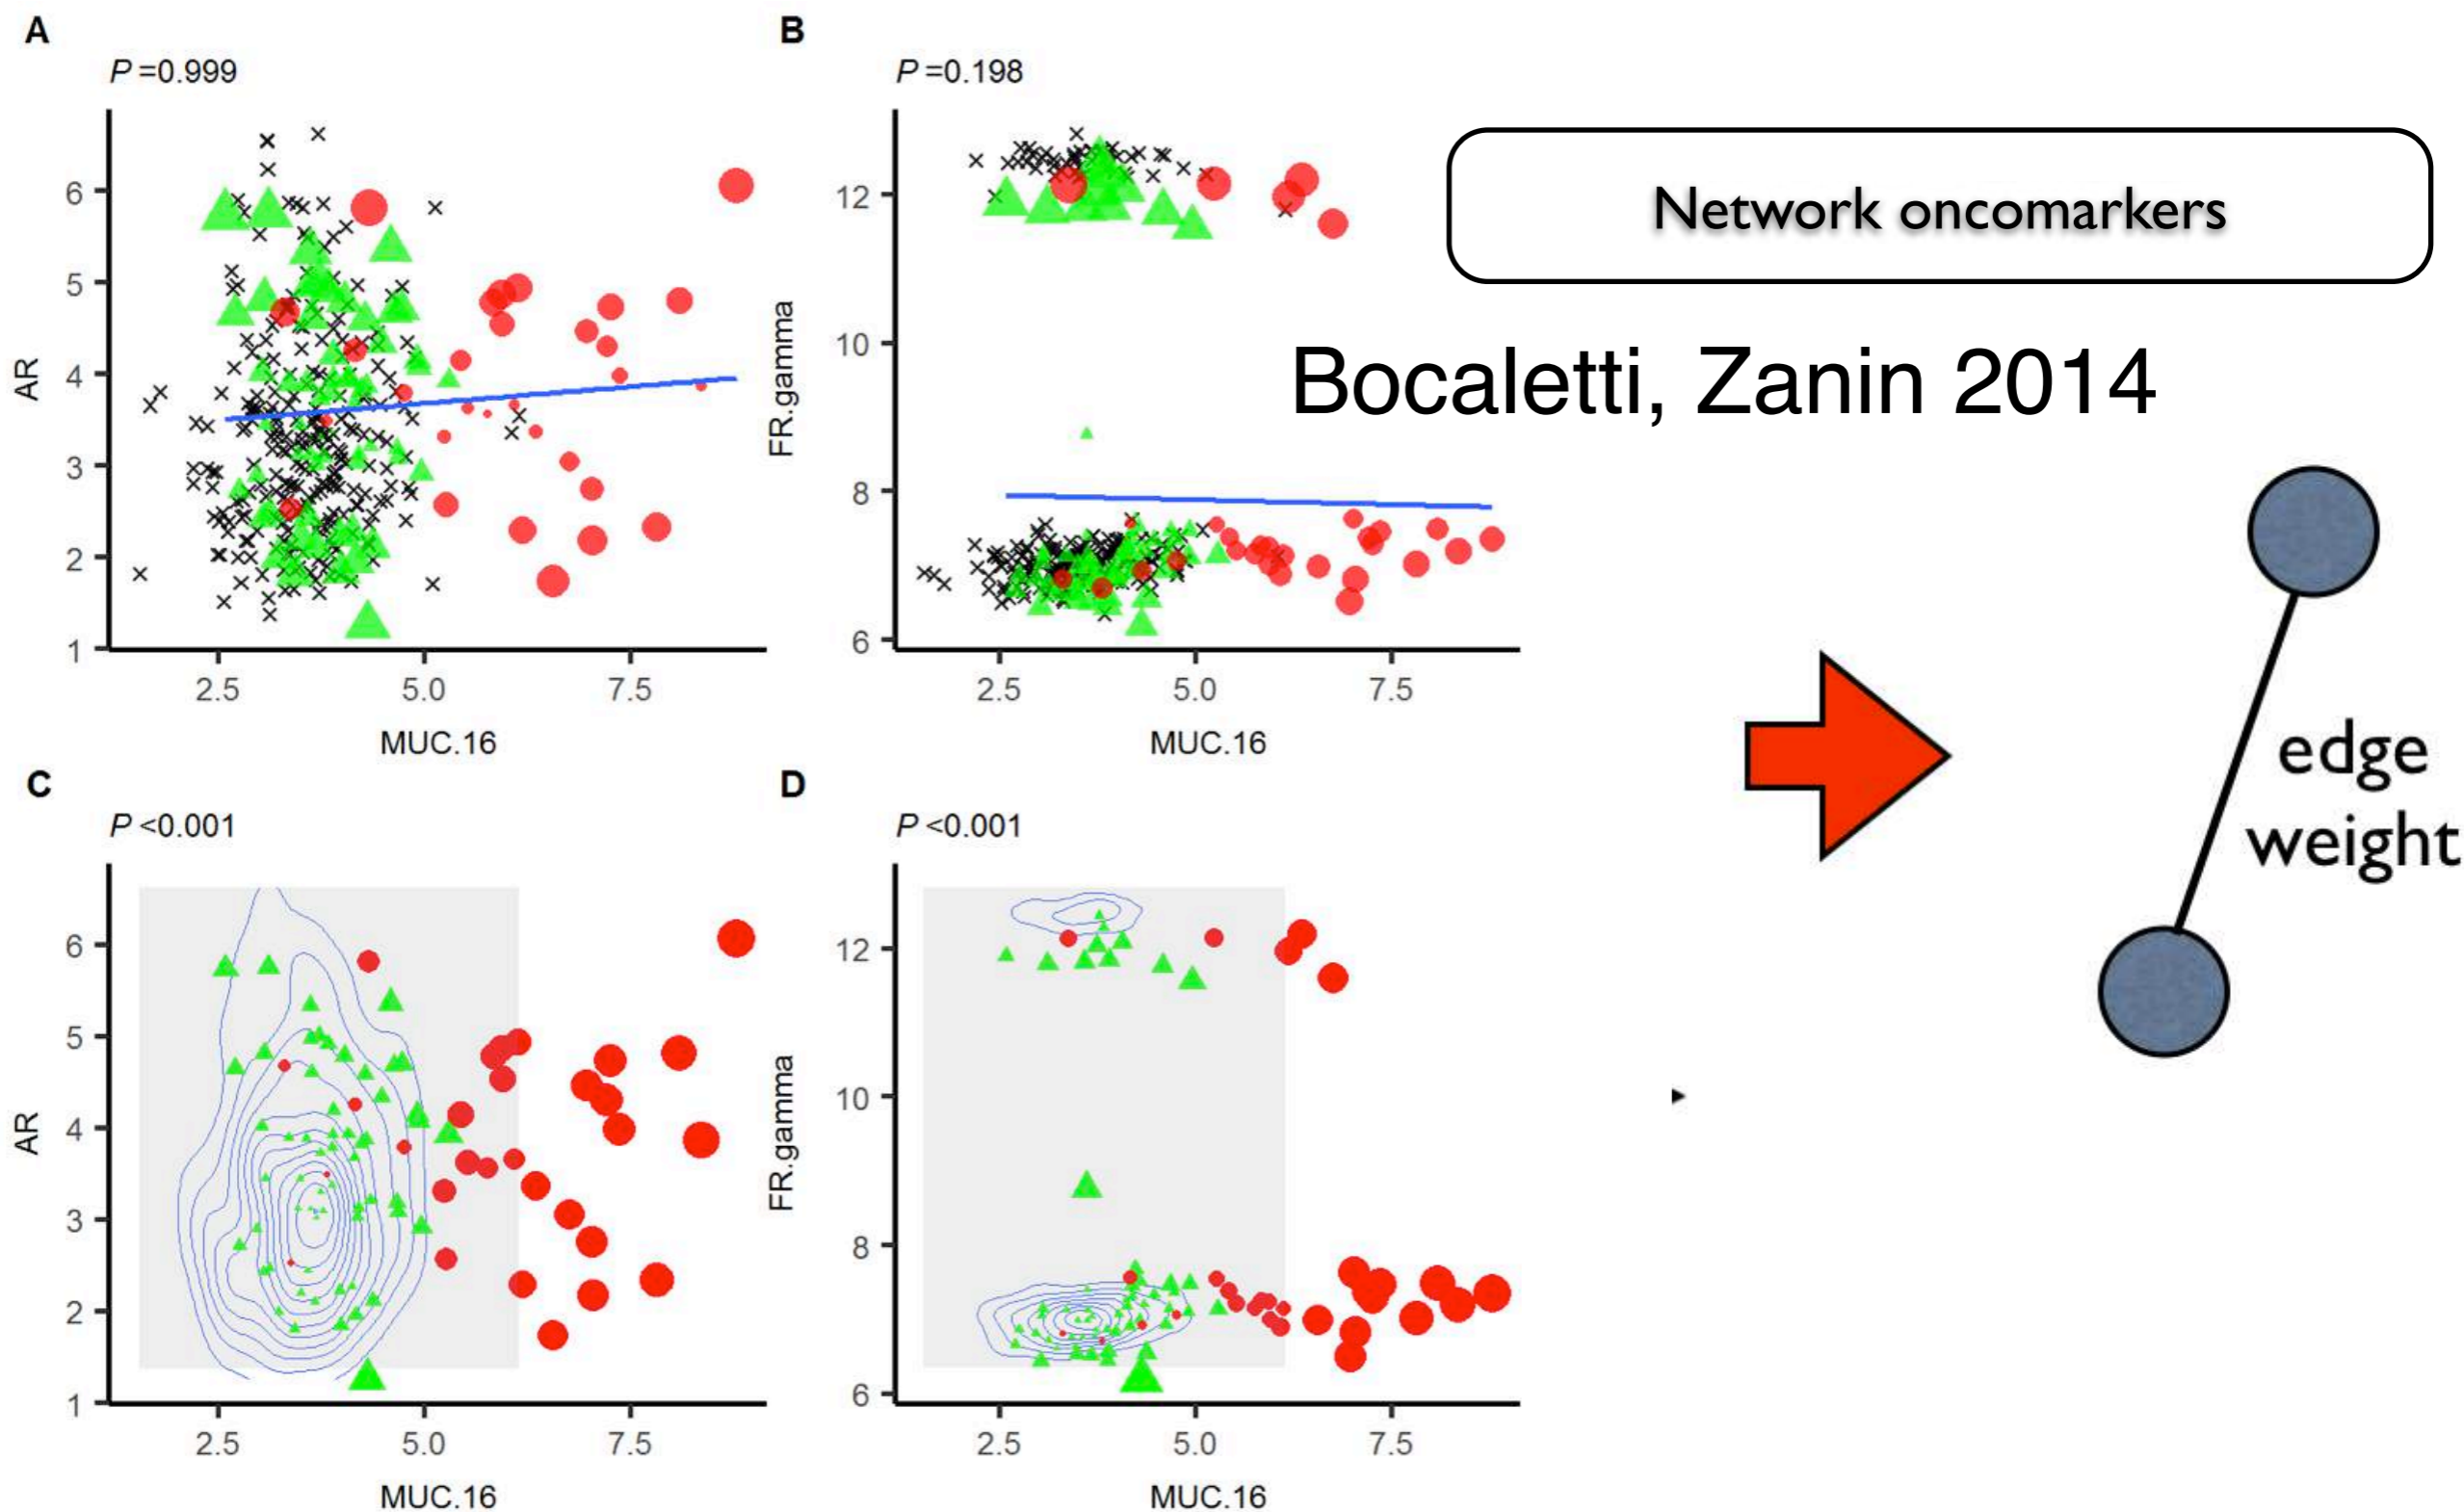 A
P =0.999
6
5
4
3
2
1
AR
2.5 5.0 7.5
MUC.16
B
P =0.198
12
10
8
6
FR.gamma
2.5 5.0 7.5
MUC.16
Network oncomarkers
Bocaletti, Zanin 2014
edge
weight
C
P <0.001
6
5
4
3
2
1
AR
2.5 5.0 7.5
MUC.16
D
P <0.001
12
10
8
6
FR.gamma
2.5 5.0 7.5
MUC.16